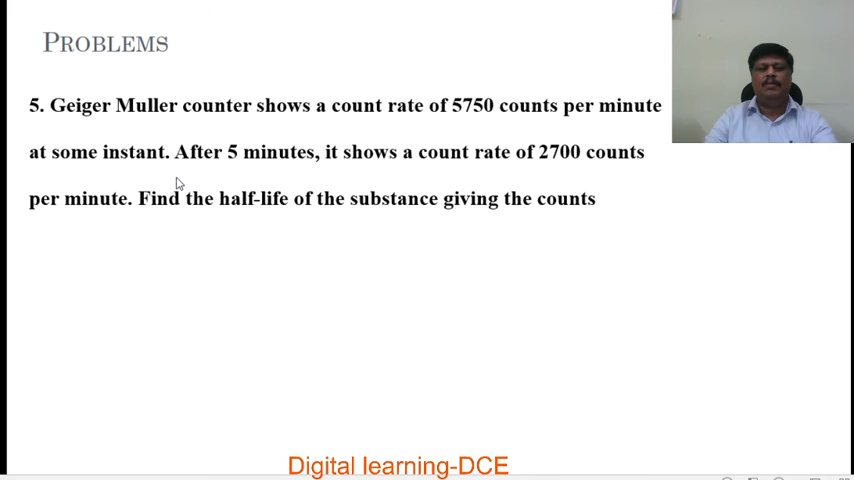 PROBLEMS
5. Geiger Muller counter shows a count rate of 5750 counts per minute
at some instant. After 5 minutes, it shows a count rate of 2700 counts
per minute. Find the half-life of the substance giving the counts
Digital learning-DCE